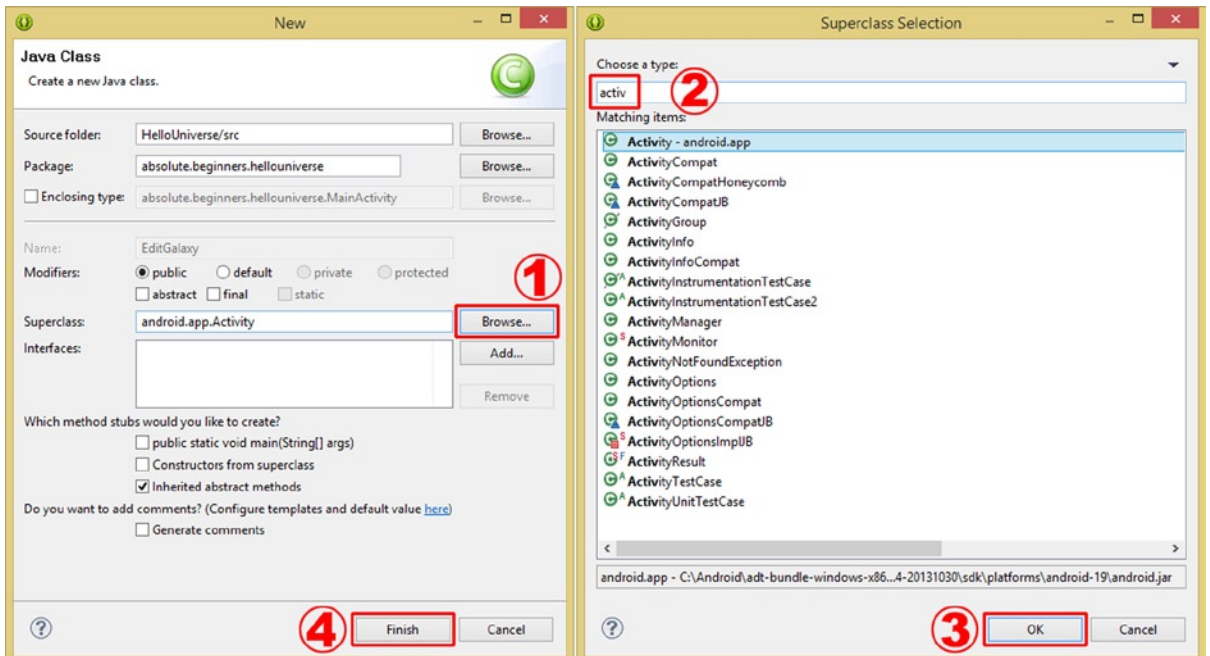 New
Java Class
Create a new Java class.
Source folder: HelloUniverse/src Browse...
Package: absolute.beginners.hellouniverse Browse...
Enclosing type: absolute.beginners.hellouniverse.MainActivity Browse...
Name: EditGalaxy
Modifiers: public default private protected
abstract final static
1
Superclass: android.app.Activity Browse...
Interfaces: Add...
Remove
Which method stubs would you like to create?
public static void main(String[] args)
Constructors from superclass
Inherited abstract methods
Do you want to add comments? (Configure templates and default value here)
Generate comments
? 4 Finish Cancel
Superclass Selection
Choose a type:
activ 2
Matching items:
Activity - android.app
ActivityCompat
ActivityCompatHoneycomb
ActivityCompatJB
ActivityGroup
ActivityInfo
ActivityInfoCompat
ActivityInstrumentationTestCase
ActivityInstrumentationTestCase2
ActivityManager
ActivityMonitor
ActivityNotFoundException
ActivityOptions
ActivityOptionsCompat
ActivityOptionsCompatJB
ActivityOptionsImplJB
ActivityResult
ActivityTestCase
ActivityUnitTestCase
android.app - C:\Android\adt-bundle-windows-x86...4-20131030\sdk\platforms\android-19\android.jar
? 3 OK Cancel